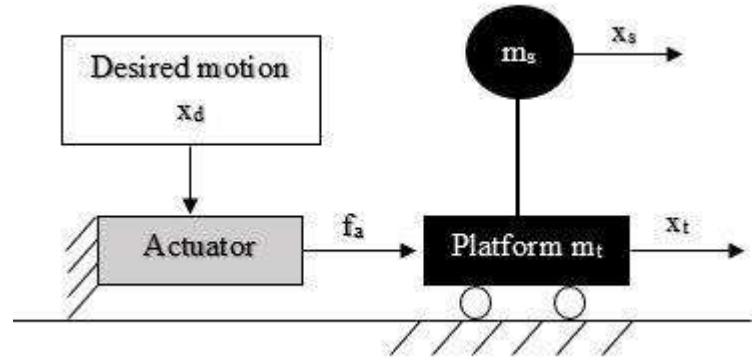 Desired motion
xd
ms
xs
Actuator
fa
Platform mt
xt